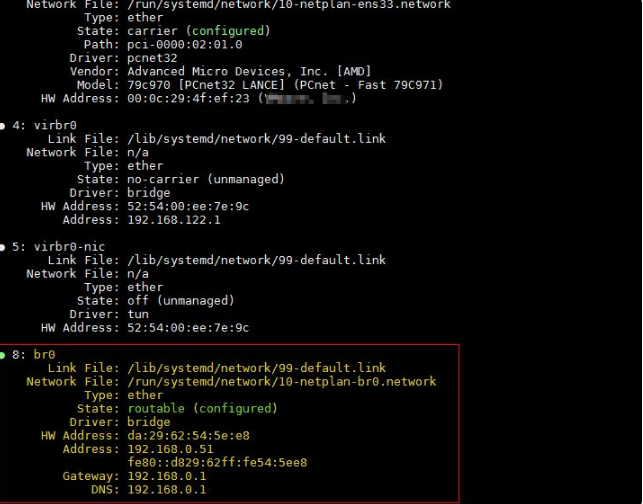 Network File: /run/systemd/network/10-netplan-ens33.network
Type: ether
State: carrier (configured)
Path: pci-0000:02:01.0
Driver: pcnet32
Vendor: Advanced Micro Devices, Inc. [AMD]
Model: 79c970 [PCnet32 LANCE] (PCnet - Fast 79C971)
HW Address: 00:0c:29:4f:ef:23 (
● 4: virbr0
Link File: /lib/systemd/network/99-default.link
Network File: n/a
Type: ether
State: no-carrier (unmanaged)
Driver: bridge
HW Address: 52:54:00:ee:7e:9c
Address: 192.168.122.1
● 5: virbr0-nic
Link File: /lib/systemd/network/99-default.link
Network File: n/a
Type: ether
State: off (unmanaged)
Driver: tun
HW Address: 52:54:00:ee:7e:9c
● 8: br0
Link File: /lib/systemd/network/99-default.link
Network File: /run/systemd/network/10-netplan-br0.network
Type: ether
State: routable (configured)
Driver: bridge
HW Address: da:29:62:54:5e:e8
Address: 192.168.0.51
fe80::d829:62ff:fe54:5ee8
Gateway: 192.168.0.1
DNS: 192.168.0.1